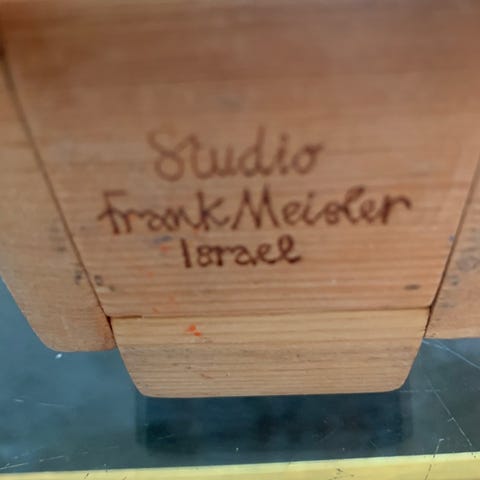 Studio
Frank Meisler
Israel